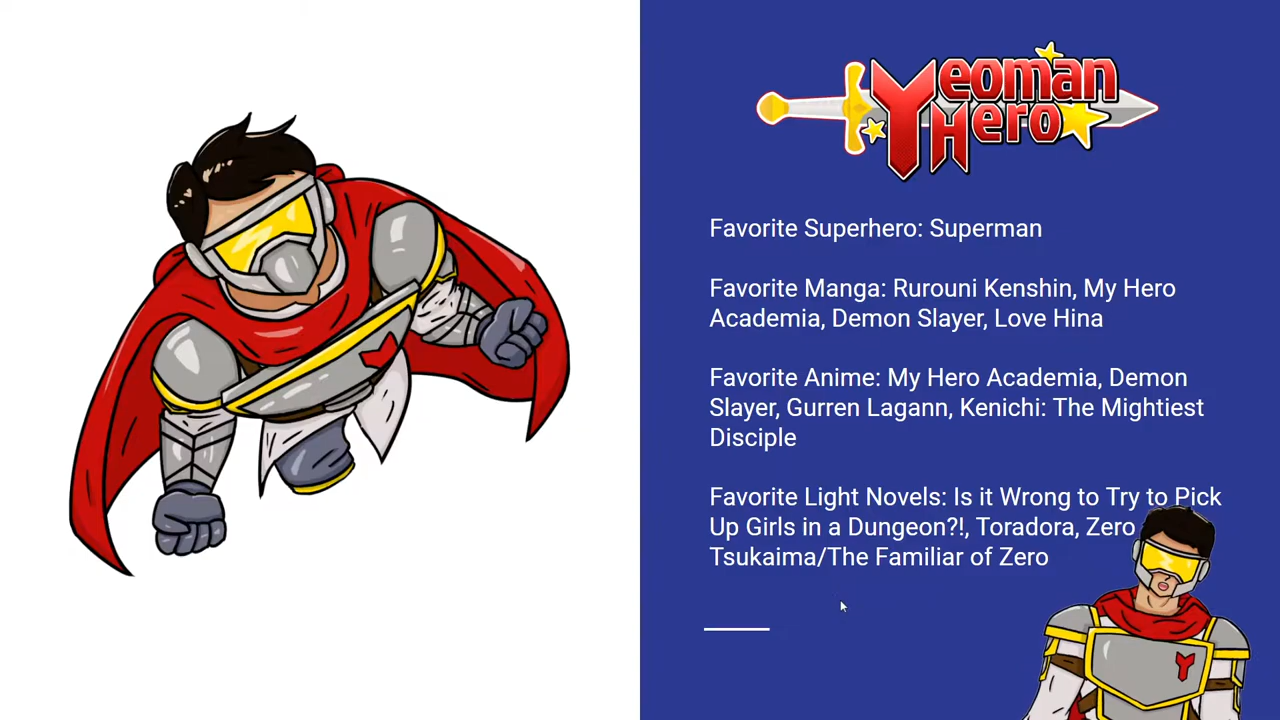 Yeoman
Hero
Favorite Superhero: Superman
Favorite Manga: Rurouni Kenshin, My Hero
Academia, Demon Slayer, Love Hina
Favorite Anime: My Hero Academia, Demon
Slayer, Gurren Lagann, Kenichi: The Mightiest
Disciple
Favorite Light Novels: Is it Wrong to Try to Pick
Up Girls in a Dungeon?!, Toradora, Zero
Tsukaima/The Familiar of Zero
Y